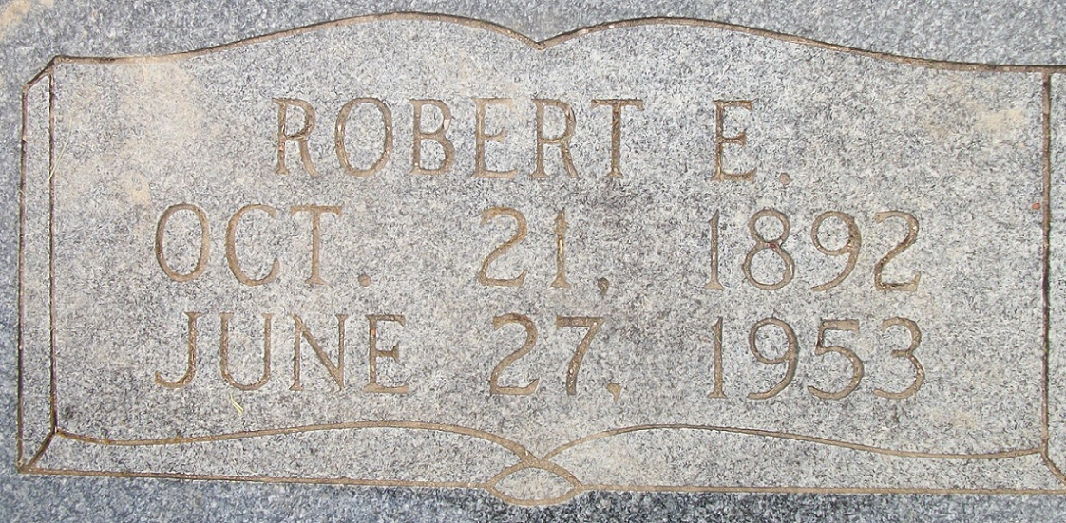 ROBERT E.
OCT. 21, 1892
JUNE 27, 1953